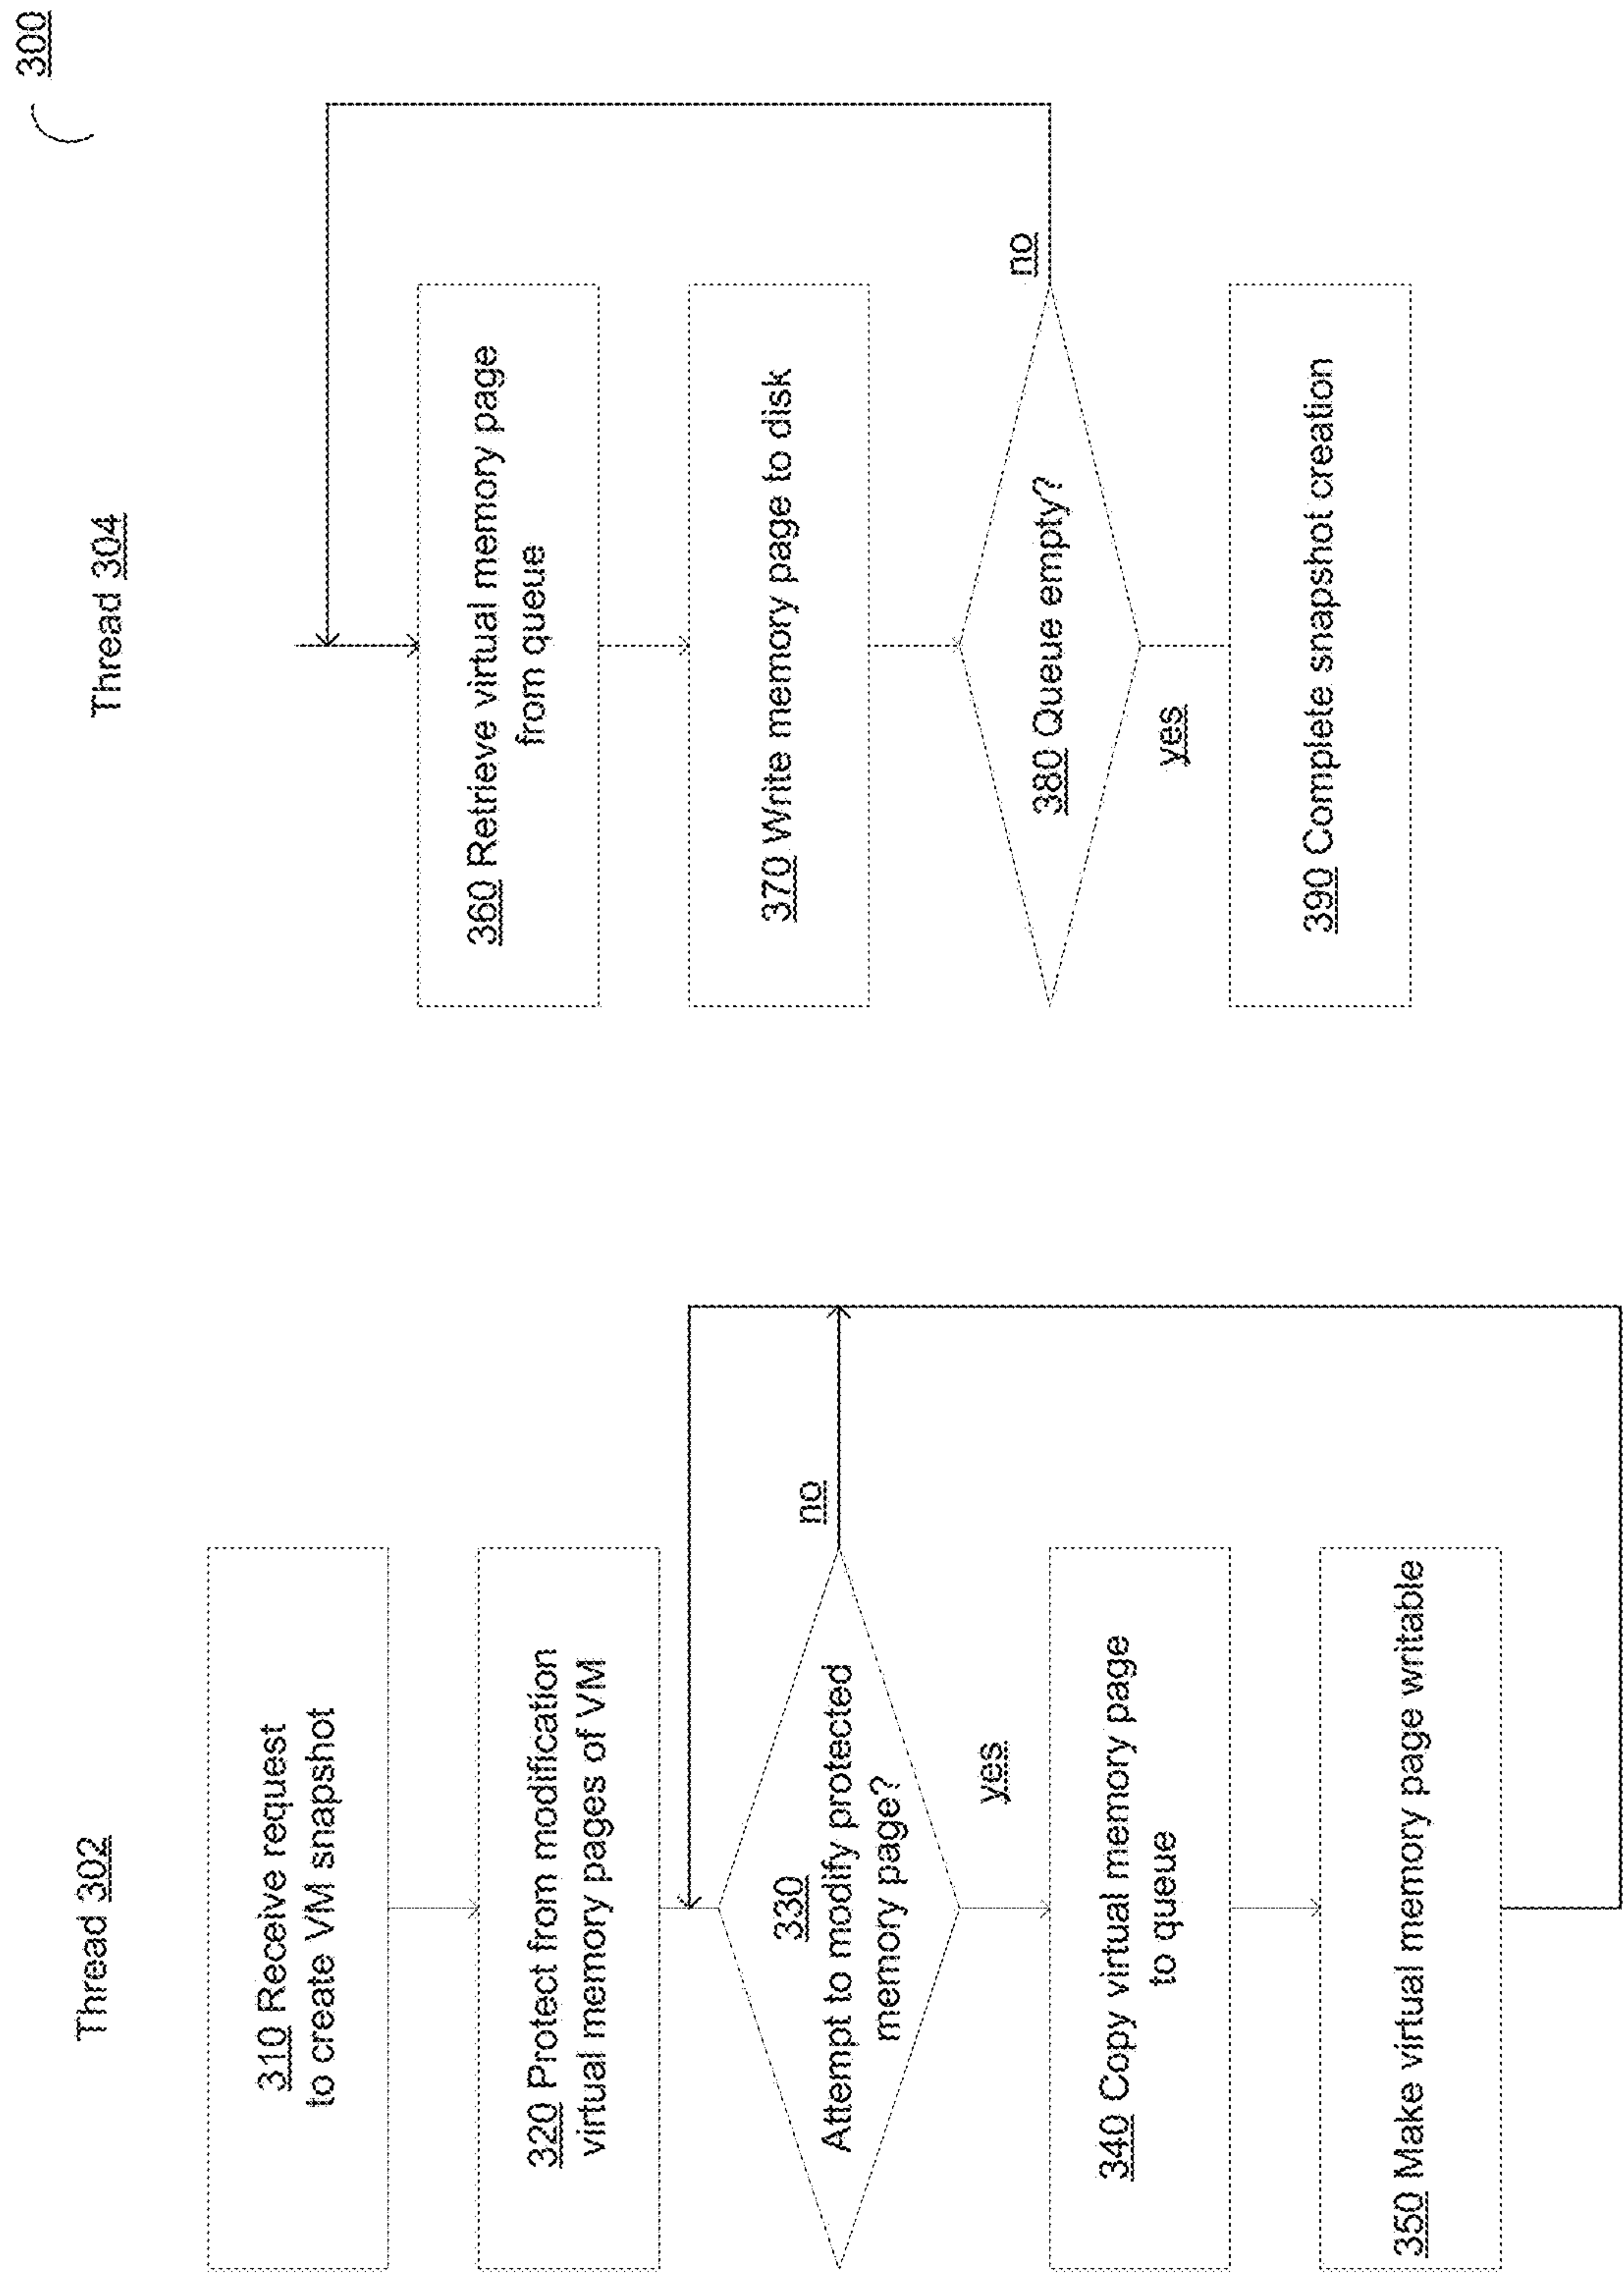 300
Thread 302
310 Receive request
to create VM snapshot
320 Protect from modification
virtual memory pages of VM
330
Attempt to modify protected
memory page?
no
yes
340 Copy virtual memory page
to queue
350 Make virtual memory page writable
Thread 304
360 Retrieve virtual memory page
from queue
370 Write memory page to disk
380 Queue empty?
no
yes
390 Complete snapshot creation